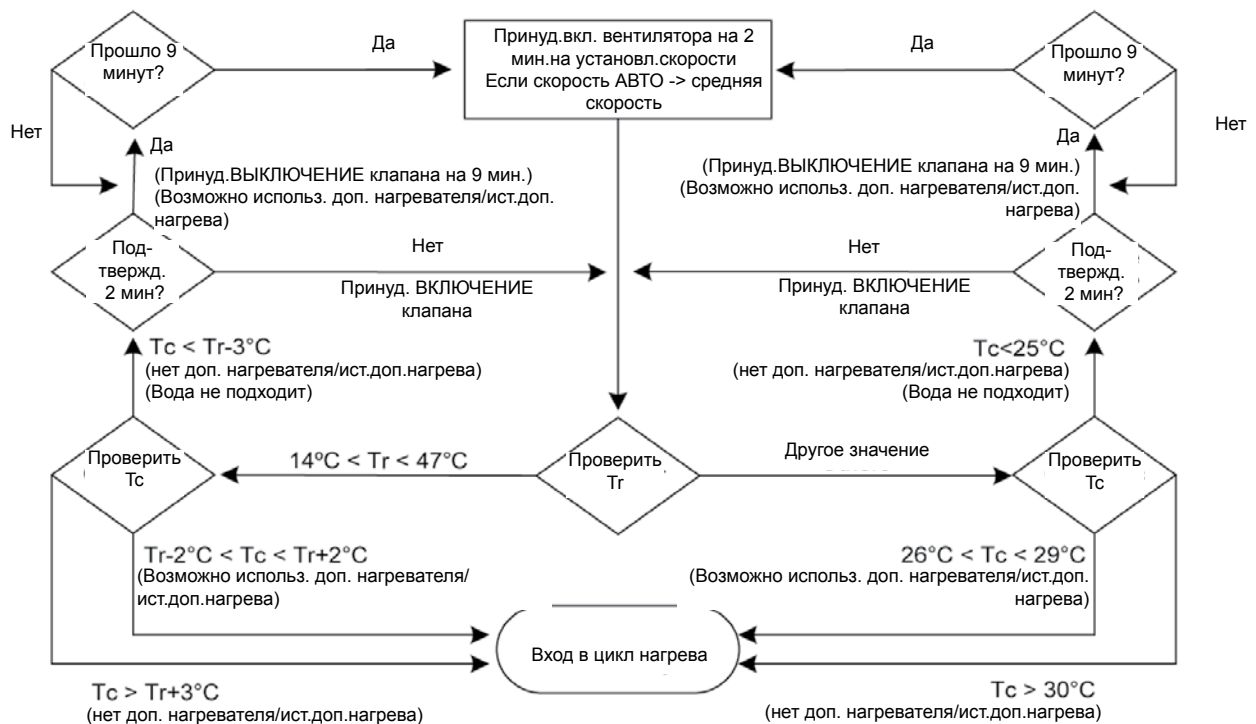 Прошло 9
минут?
Да
Принуд.вкл. вентилятора на 2
мин.на установл.скорости
Если скорость АВТО -> средняя
скорость
Да
Прошло 9
минут?
Нет
Нет
Да
(Принуд.ВЫКЛЮЧЕНИЕ клапана на 9 мин.)
(Возможно использ. доп. нагревателя/ист.доп.
нагрева)
Да
(Принуд.ВЫКЛЮЧЕНИЕ клапана на 9 мин.)
(Возможно использ. доп. нагревателя/ист.доп.
нагрева)
Под-
твержд.
2 мин?
Нет
Принуд. ВКЛЮЧЕНИЕ
клапана
Нет
Принуд. ВКЛЮЧЕНИЕ
клапана
Под-
твержд.
2 мин?
Tc < Tr-3°C
(нет доп. нагревателя/ист.доп.нагрева)
(Вода не подходит)
Tc<25°C
(нет доп. нагревателя/ист.доп.нагрева)
(Вода не подходит)
Проверить
Tc
14°C < Tr < 47°C
Проверить
Tr
Другое значение
Проверить
Tc
Tr-2°C < Tc < Tr+2°C
(Возможно использ. доп. нагревателя/
ист.доп.нагрева)
26°C < Tc < 29°C
(Возможно использ. доп. нагревателя/ист.доп.
нагрева)
Вход в цикл нагрева
Tc > Tr+3°C
(нет доп. нагревателя/ист.доп.нагрева)
Tc > 30°C
(нет доп. нагревателя/ист.доп.нагрева)